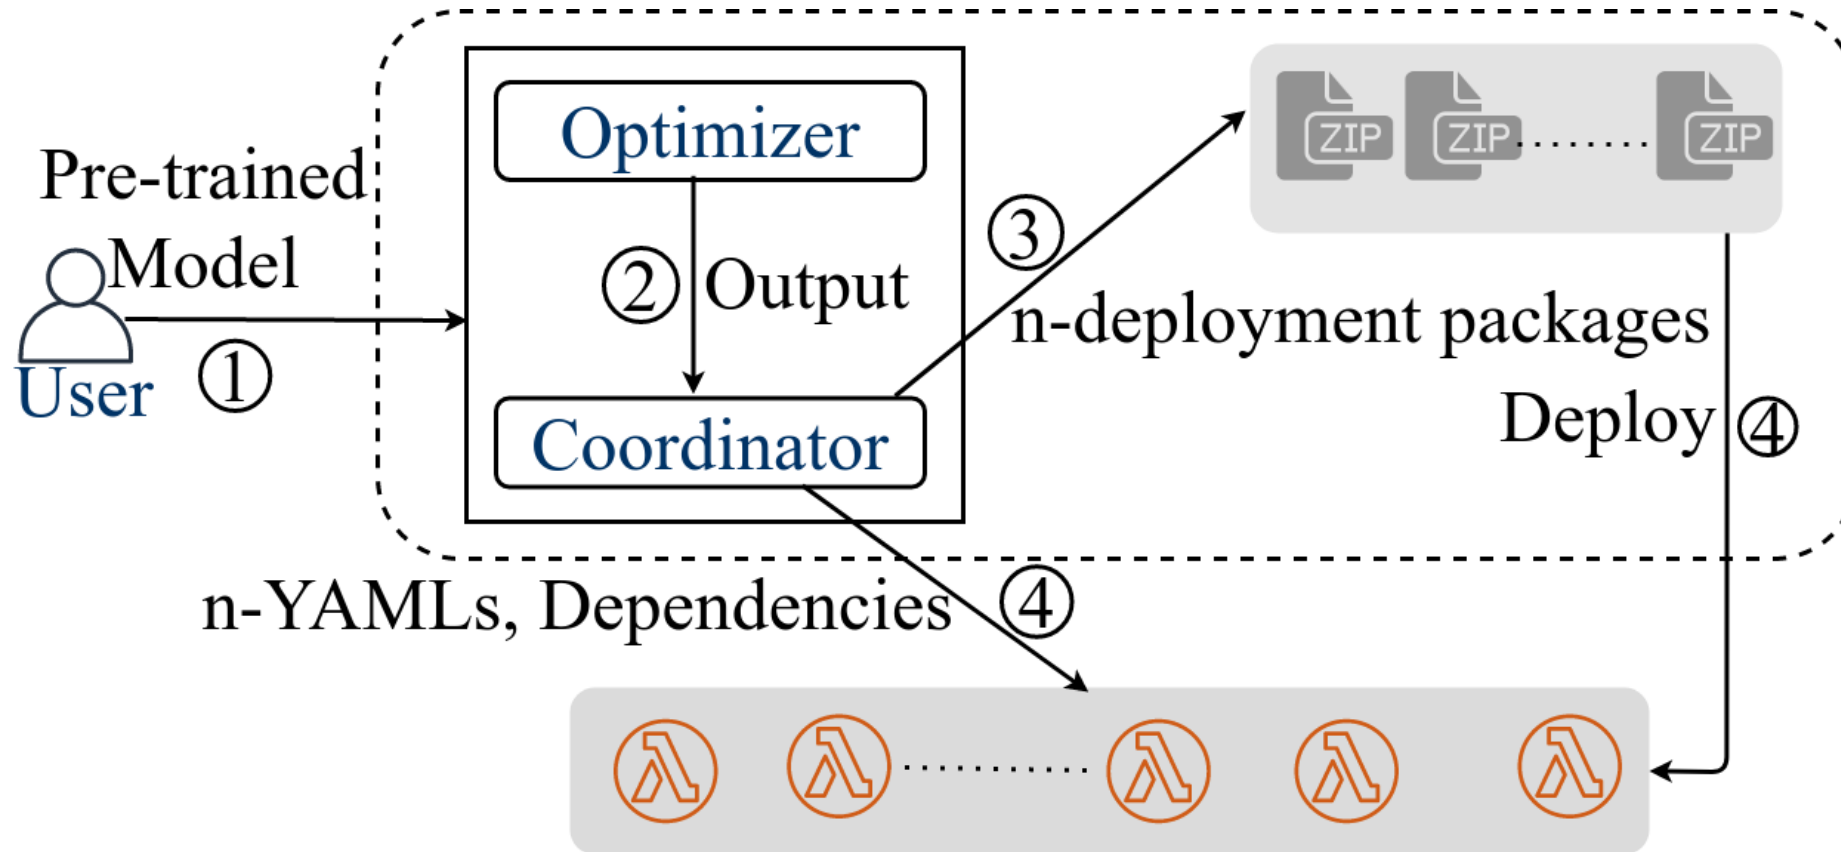 Optimizer
ZIP
ZIP
ZIP
Pre-trained
Model
①
User
② Output
③
n-deployment packages
Deploy ④
Coordinator
n-YAMLs, Dependencies ④